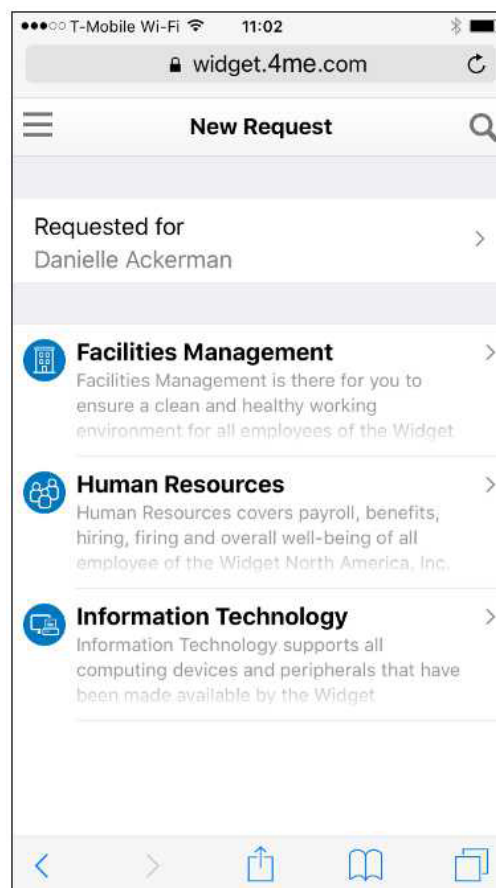 T-Mobile Wi-Fi 11:02
widget.4me.com
New Request
Requested for
Danielle Ackerman
Facilities Management
Facilities Management is there for you to
ensure a clean and healthy working
environment for all employees of the Widget
Human Resources
Human Resources covers payroll, benefits,
hiring, firing and overall well-being of all
employee of the Widget North America, Inc.
Information Technology
Information Technology supports all
computing devices and peripherals that have
been made available by the Widget